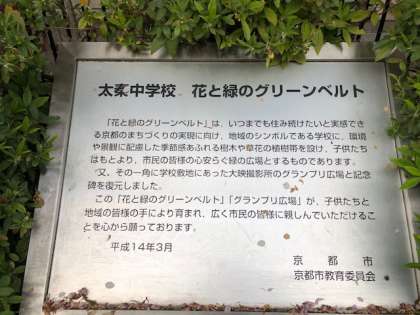 太秦中学校 花と緑のグリーンベルト
「花と緑のグリーンベルト」は、いつまでも住み続けたいと実感でき
る京都のまちづくりの実現に向け、地域のシンボルである学校に、環境
や景観に配慮した季節感あふれる樹木や草花の植樹帯を設け、子供たち
はもとより、市民の皆様の心安らぐ緑の広場とするものであります。
又、その一角に学校敷地にあった大映撮影所のグランプリ広場と記念
碑を復元しました。
この「花と緑のグリーンベルト」「グランプリ広場」が、子供たちと
地域の皆様の手により育まれ、広く市民の皆様に親しんでいただけるこ
とを心から願っております。
平成14年3月
京都市
京都市教育委員会